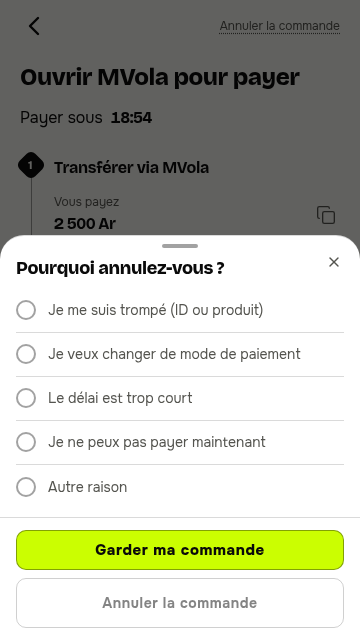 Annuler la commande
Ouvrir MVola pour payer
Payer sous 18:54
1
Transférer via MVola
Vous payez
2 500 Ar
Pourquoi annulez-vous ?
Je me suis trompé (ID ou produit)
Je veux changer de mode de paiement
Le délai est trop court
Je ne peux pas payer maintenant
Autre raison
Garder ma commande
Annuler la commande